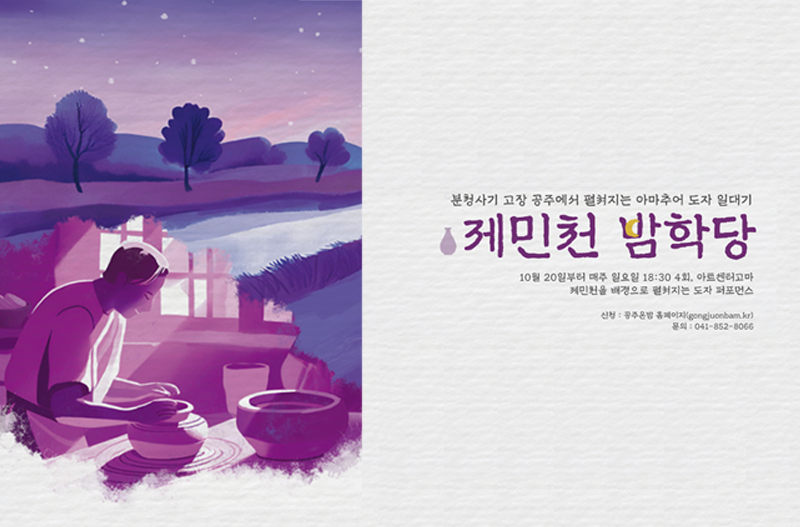 분청사기 고장 공주에서 펼쳐지는 아마추어 도자 일대기
제민천 밤학당
10월 20일부터 매주 일요일 18:30 4회, 아트센터고마
제민천을 배경으로 펼쳐지는 도자 퍼포먼스
신청 : 공주온밤 홈페이지(gongjuonbam.kr)
문의 : 041-852-8066